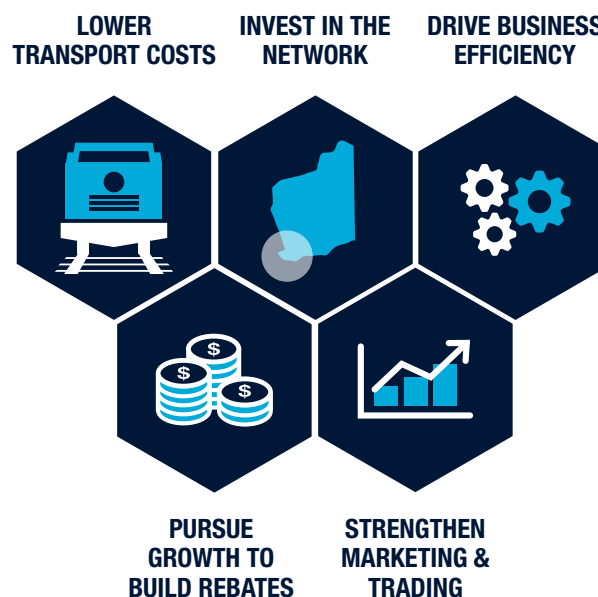 LOWER
TRANSPORT COSTS
INVEST IN THE
NETWORK
DRIVE BUSINESS
EFFICIENCY
$
$
$
PURSUE
GROWTH TO
BUILD REBATES
STRENGTHEN
MARKETING &
TRADING